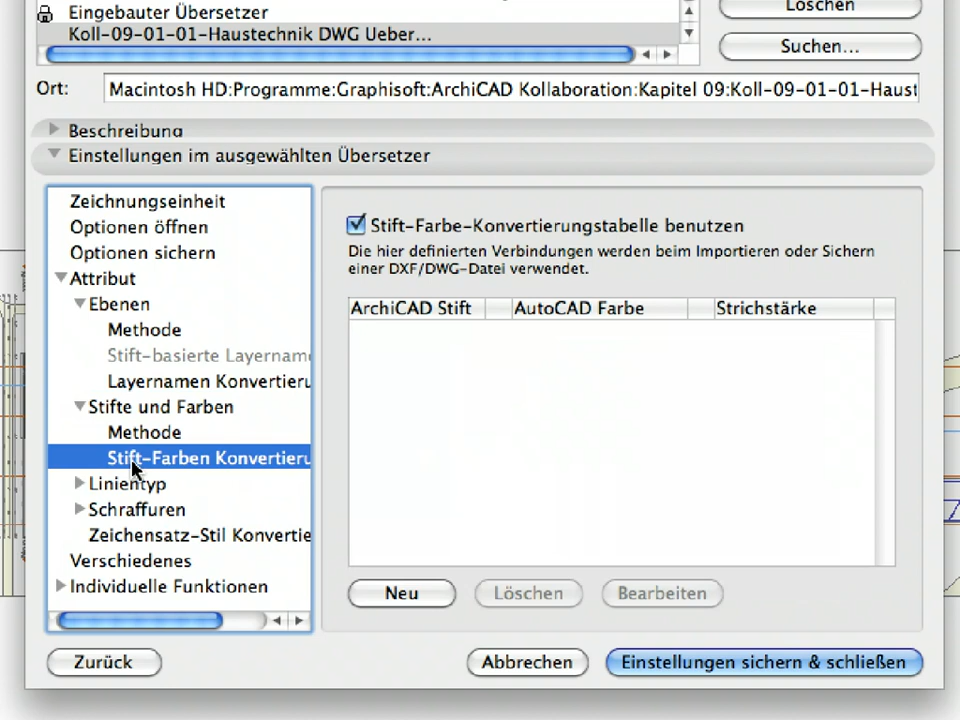 Löschen
Eingebauter Übersetzer
Koll-09-01-01-Haustechnik DWG Ueber...
Suchen...
Ort: Macintosh HD:Programme:Graphisoft:ArchiCAD Kollaboration:Kapitel 09:Koll-09-01-01-Haust
Beschreibung
Einstellungen im ausgewählten Übersetzer
Zeichnungseinheit
Optionen öffnen
Optionen sichern
Attribut
Ebenen
Methode
Stift-basierte Layername
Layernamen Konvertieru
Stifte und Farben
Methode
Stift-Farben Konvertieru
Linientyp
Schraffuren
Zeichensatz-Stil Konvertie
Verschiedenes
Individuelle Funktionen
Stift-Farbe-Konvertierungstabelle benutzen
Die hier definierten Verbindungen werden beim Importieren oder Sichern
einer DXF/DWG-Datei verwendet.
ArchiCAD Stift AutoCAD Farbe Strichstärke
Neu Löschen Bearbeiten
Zurück Abbrechen Einstellungen sichern & schließen